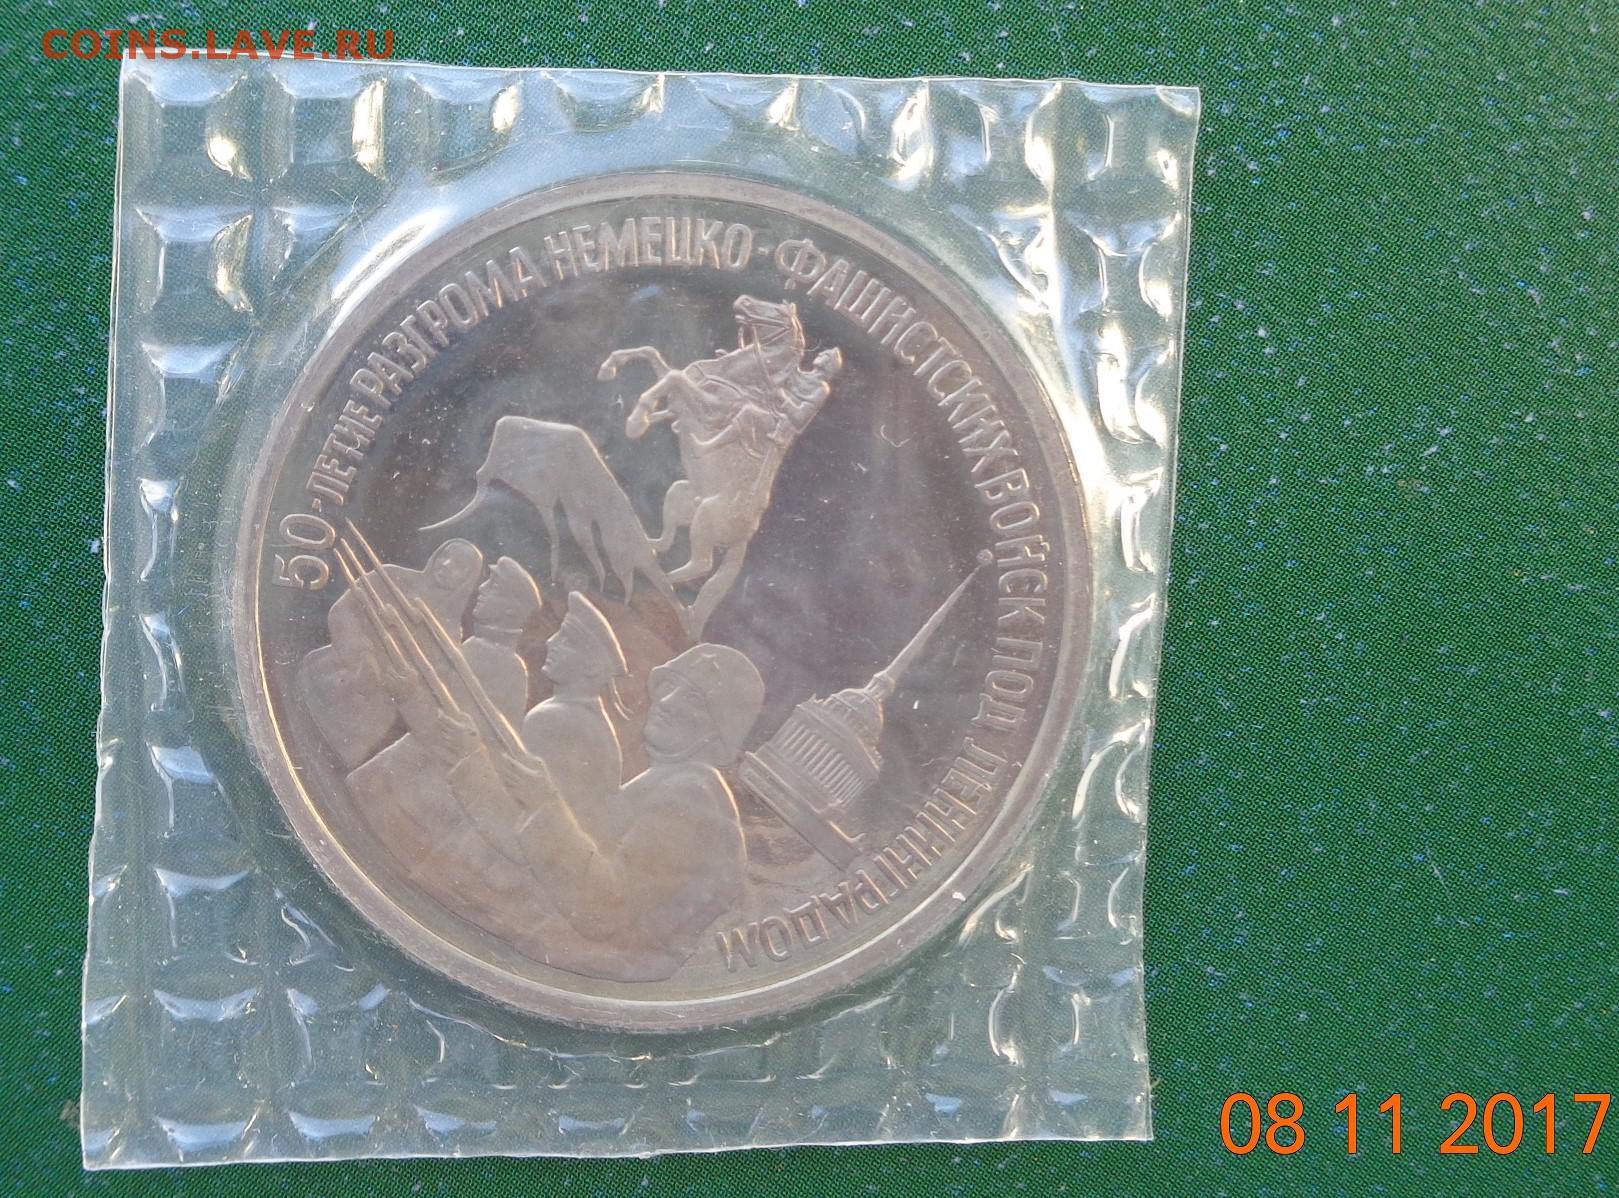 COINS.LAVE.RU
50-ЛЕТИЕ РАЗГРОМА НЕМЕЦКО-ФАШИСТСКИХ ВОЙСК ПОД ЛЕНИНГРАДОМ
08 11 2017